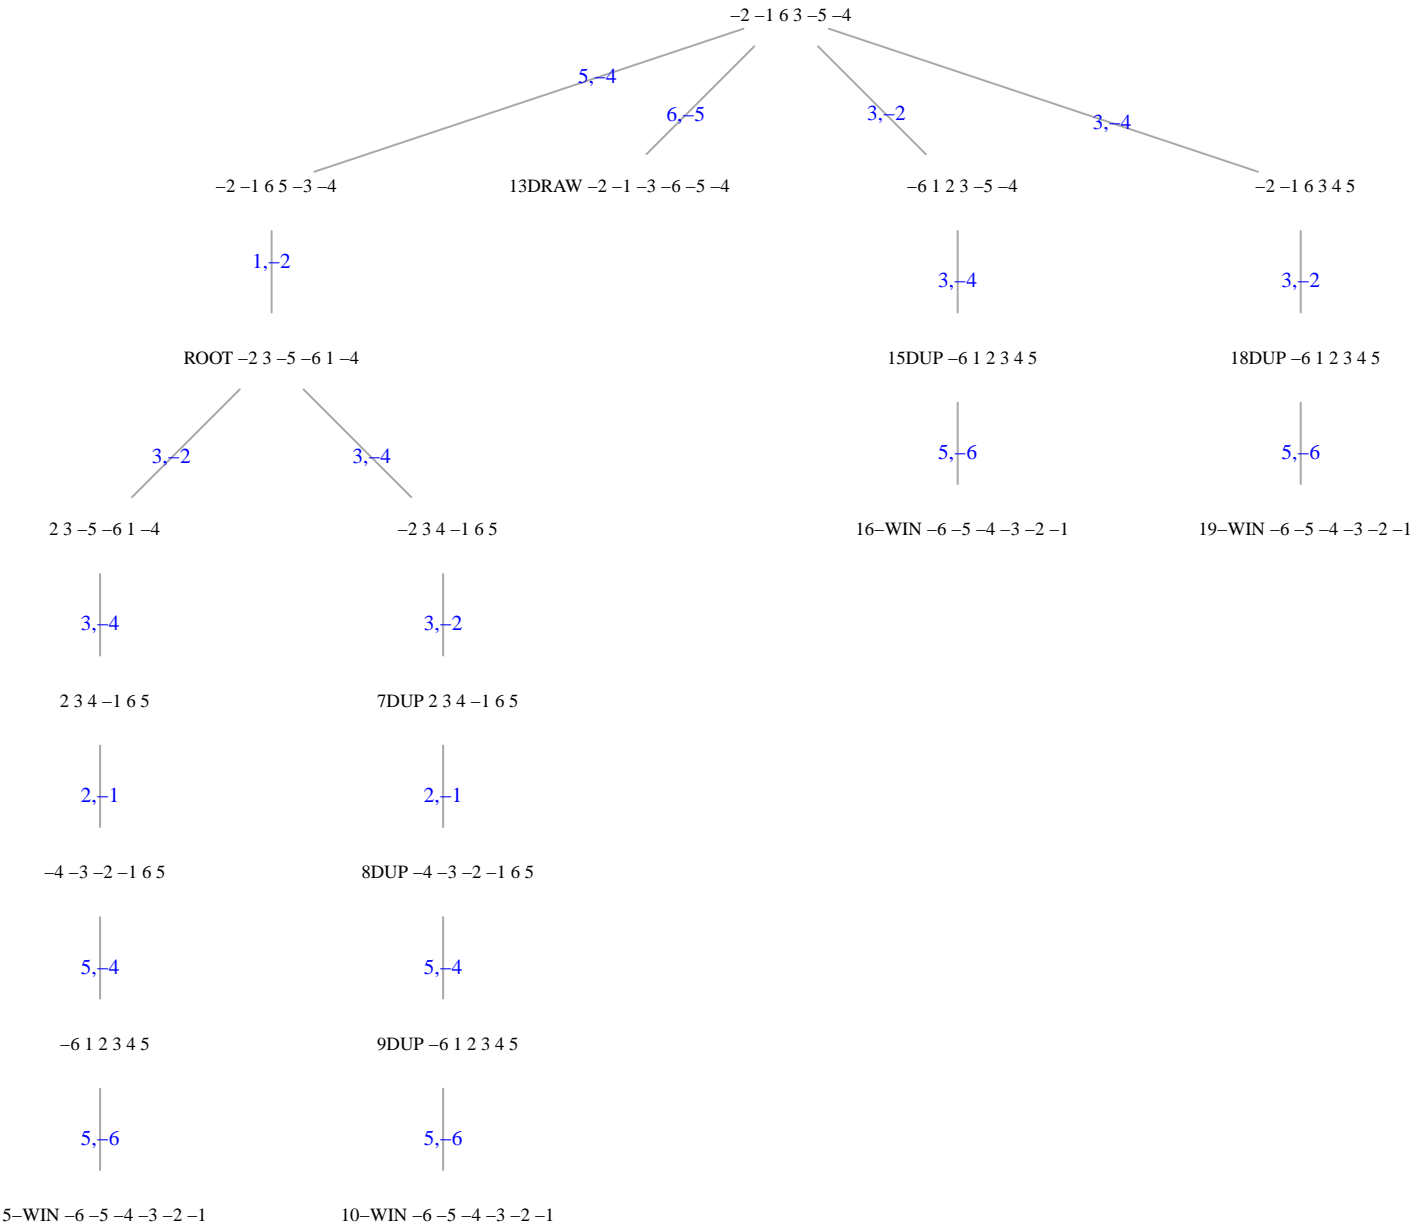 –2 –1 6 3 –5 –4
5,–4
6,–5
3,–2
3,–4
–2 –1 6 5 –3 –4
13DRAW –2 –1 –3 –6 –5 –4
–6 1 2 3 –5 –4
–2 –1 6 3 4 5
1,–2
3,–4
3,–2
ROOT –2 3 –5 –6 1 –4
15DUP –6 1 2 3 4 5
18DUP –6 1 2 3 4 5
3,–2
3,–4
5,–6
5,–6
2 3 –5 –6 1 –4
–2 3 4 –1 6 5
16–WIN –6 –5 –4 –3 –2 –1
19–WIN –6 –5 –4 –3 –2 –1
3,–4
3,–2
2 3 4 –1 6 5
7DUP 2 3 4 –1 6 5
2,–1
2,–1
–4 –3 –2 –1 6 5
8DUP –4 –3 –2 –1 6 5
5,–4
5,–4
–6 1 2 3 4 5
9DUP –6 1 2 3 4 5
5,–6
5,–6
5–WIN –6 –5 –4 –3 –2 –1
10–WIN –6 –5 –4 –3 –2 –1